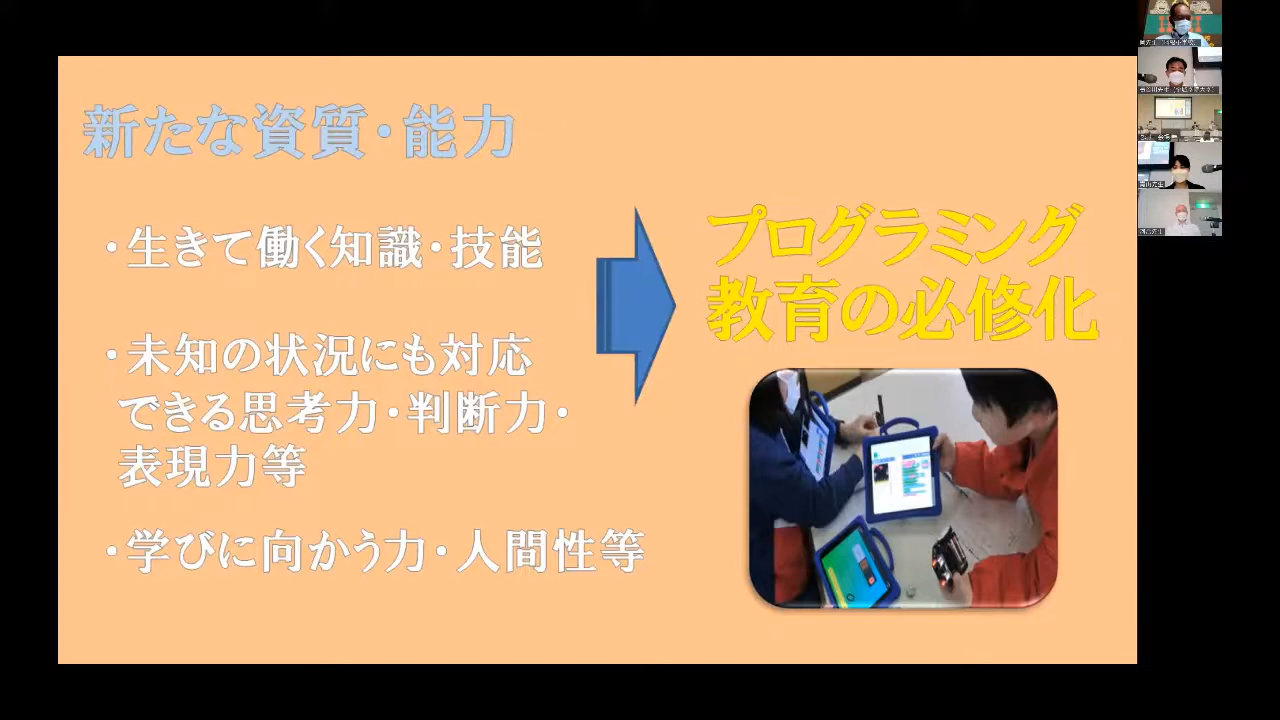 新たな資質・能力
・生きて働く知識・技能
・未知の状況にも対応
できる思考力・判断力・
表現力等
・学びに向かう力・人間性等
プログラミング
教育の必修化